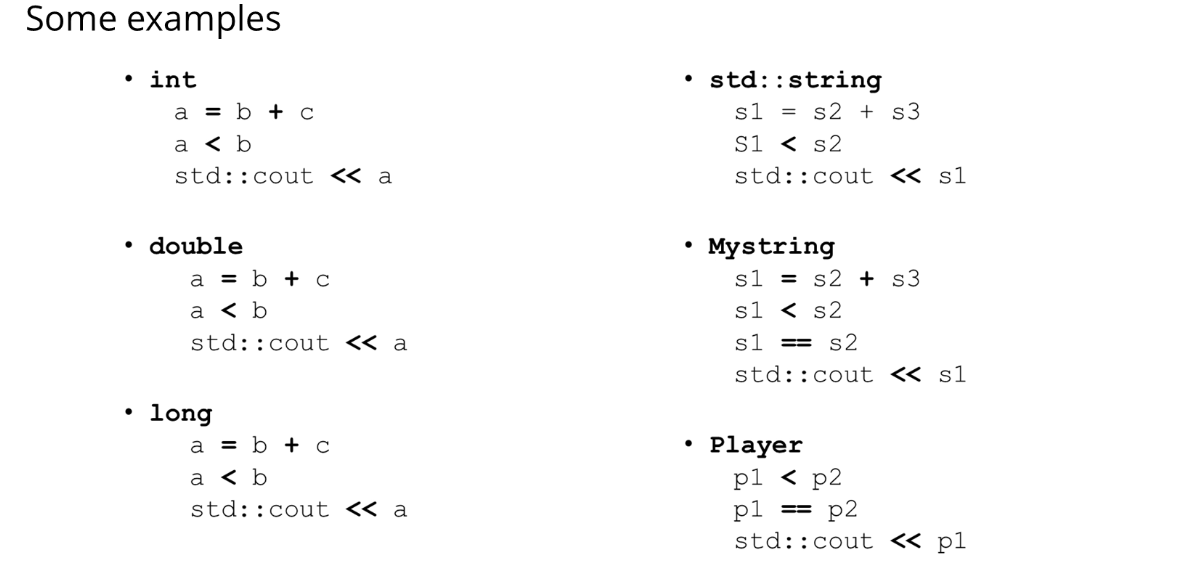 Some examples
• int
a = b + c
a < b
std::cout << a
• double
a = b + c
a < b
std::cout << a
• long
a = b + c
a < b
std::cout << a
• std::string
s1 = s2 + s3
S1 < s2
std::cout << s1
• Mystring
s1 = s2 + s3
s1 < s2
s1 == s2
std::cout << s1
• Player
p1 < p2
p1 == p2
std::cout << p1